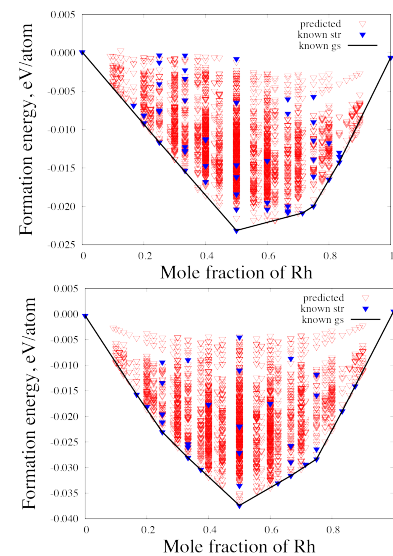 0.005
0.000
-0.005
-0.010
-0.015
-0.020
-0.025
Formation energy, eV/atom
predicted
known str
known gs
0 0.2 0.4 0.6 0.8 1
Mole fraction of Rh
0.005
0.000
-0.005
-0.010
-0.015
-0.020
-0.025
-0.030
-0.035
-0.040
Formation energy, eV/atom
predicted
known str
known gs
0 0.2 0.4 0.6 0.8
Mole fraction of Rh